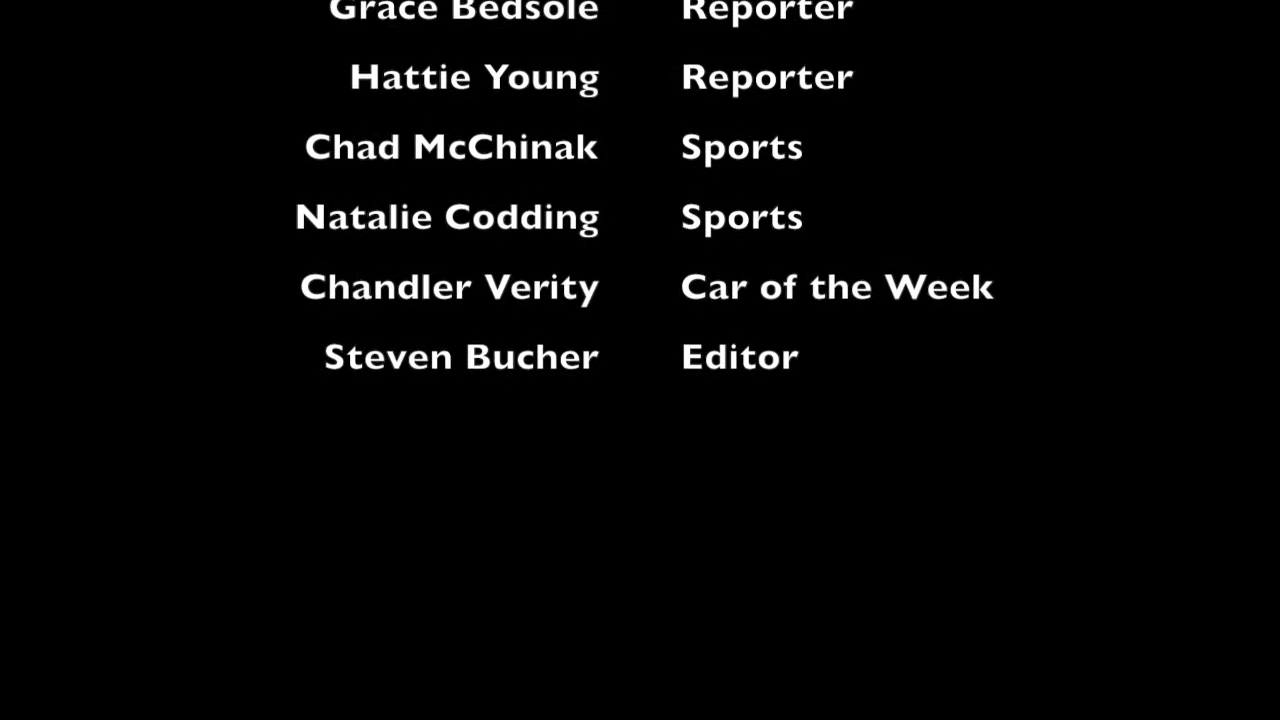 Grace Bedsole Reporter
Hattie Young Reporter
Chad McChinak Sports
Natalie Codding Sports
Chandler Verity Car of the Week
Steven Bucher Editor